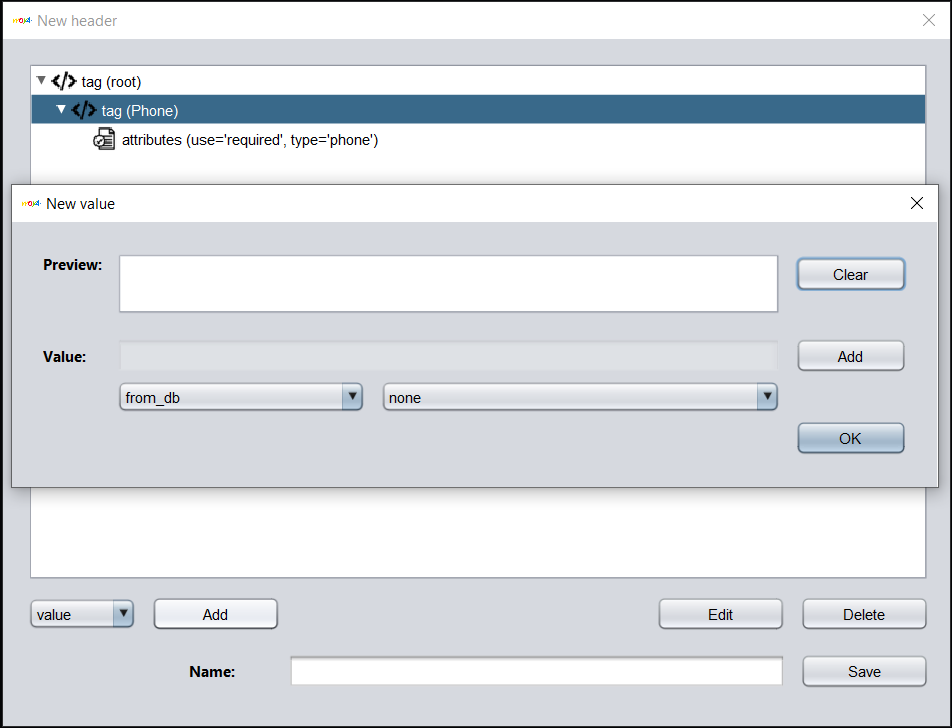 New header
</> tag (root)
</> tag (Phone)
attributes (use='required', type='phone')
New value
Preview:
Clear
Value:
Add
from_db
none
OK
value
Add
Edit
Delete
Name:
Save